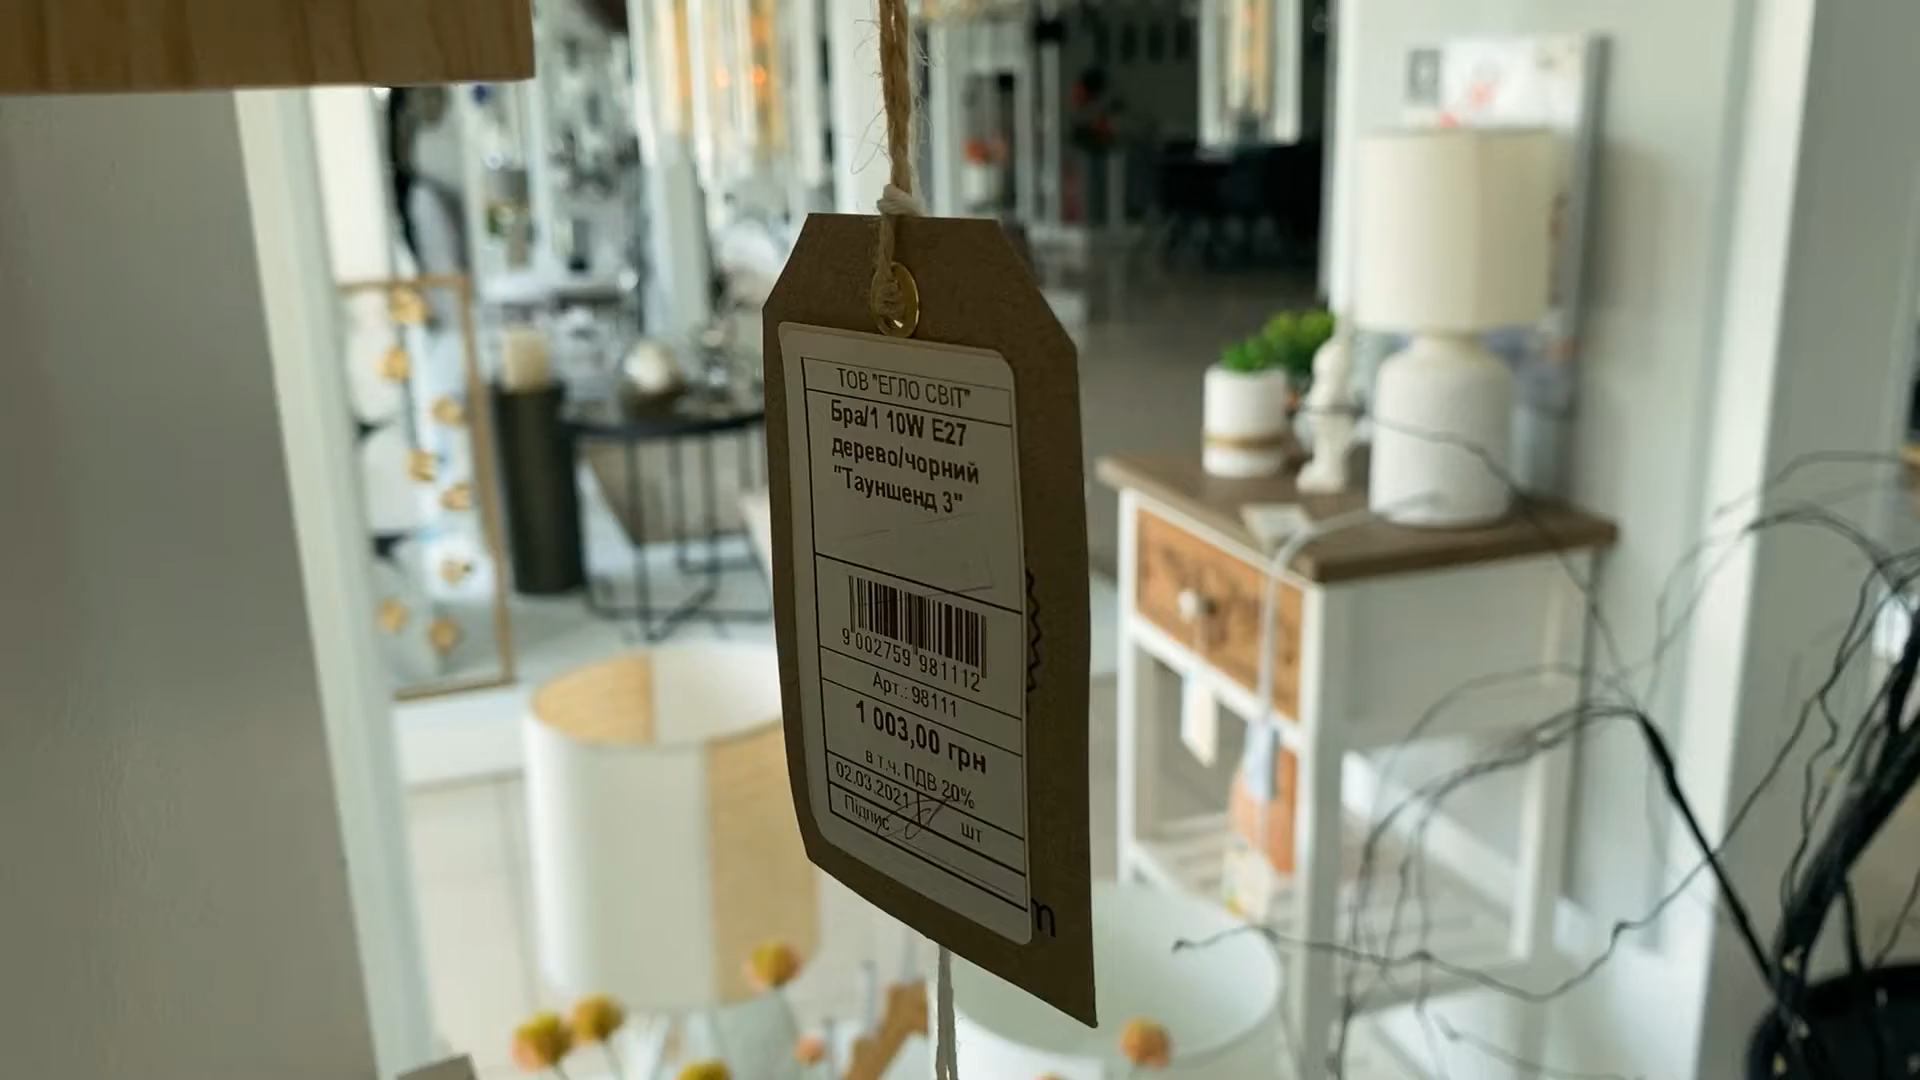 ТОВ "ЕГЛО СВІТ"
Бра/1 10W E27
дерево/чорний
"Тауншенд 3"
9 002759 981112
Арт.: 98111
1 003,00 грн
в т.ч. ПДВ 20%
02.03.2021 шт
Підпис
m